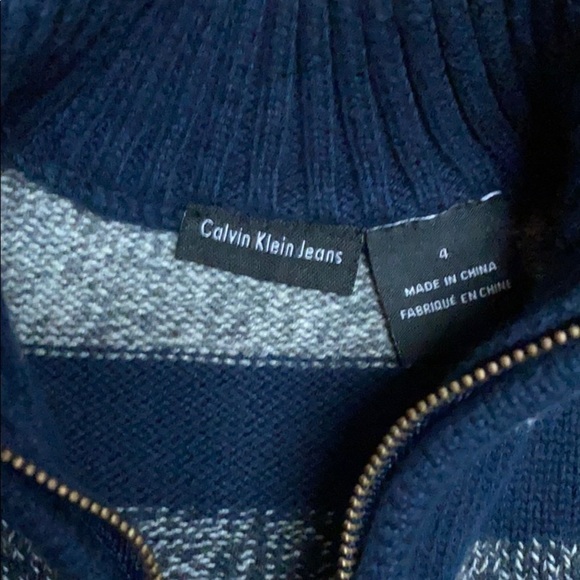 Calvin Klein Jeans
4
MADE IN CHINA
FABRIQUÉ EN CHINE